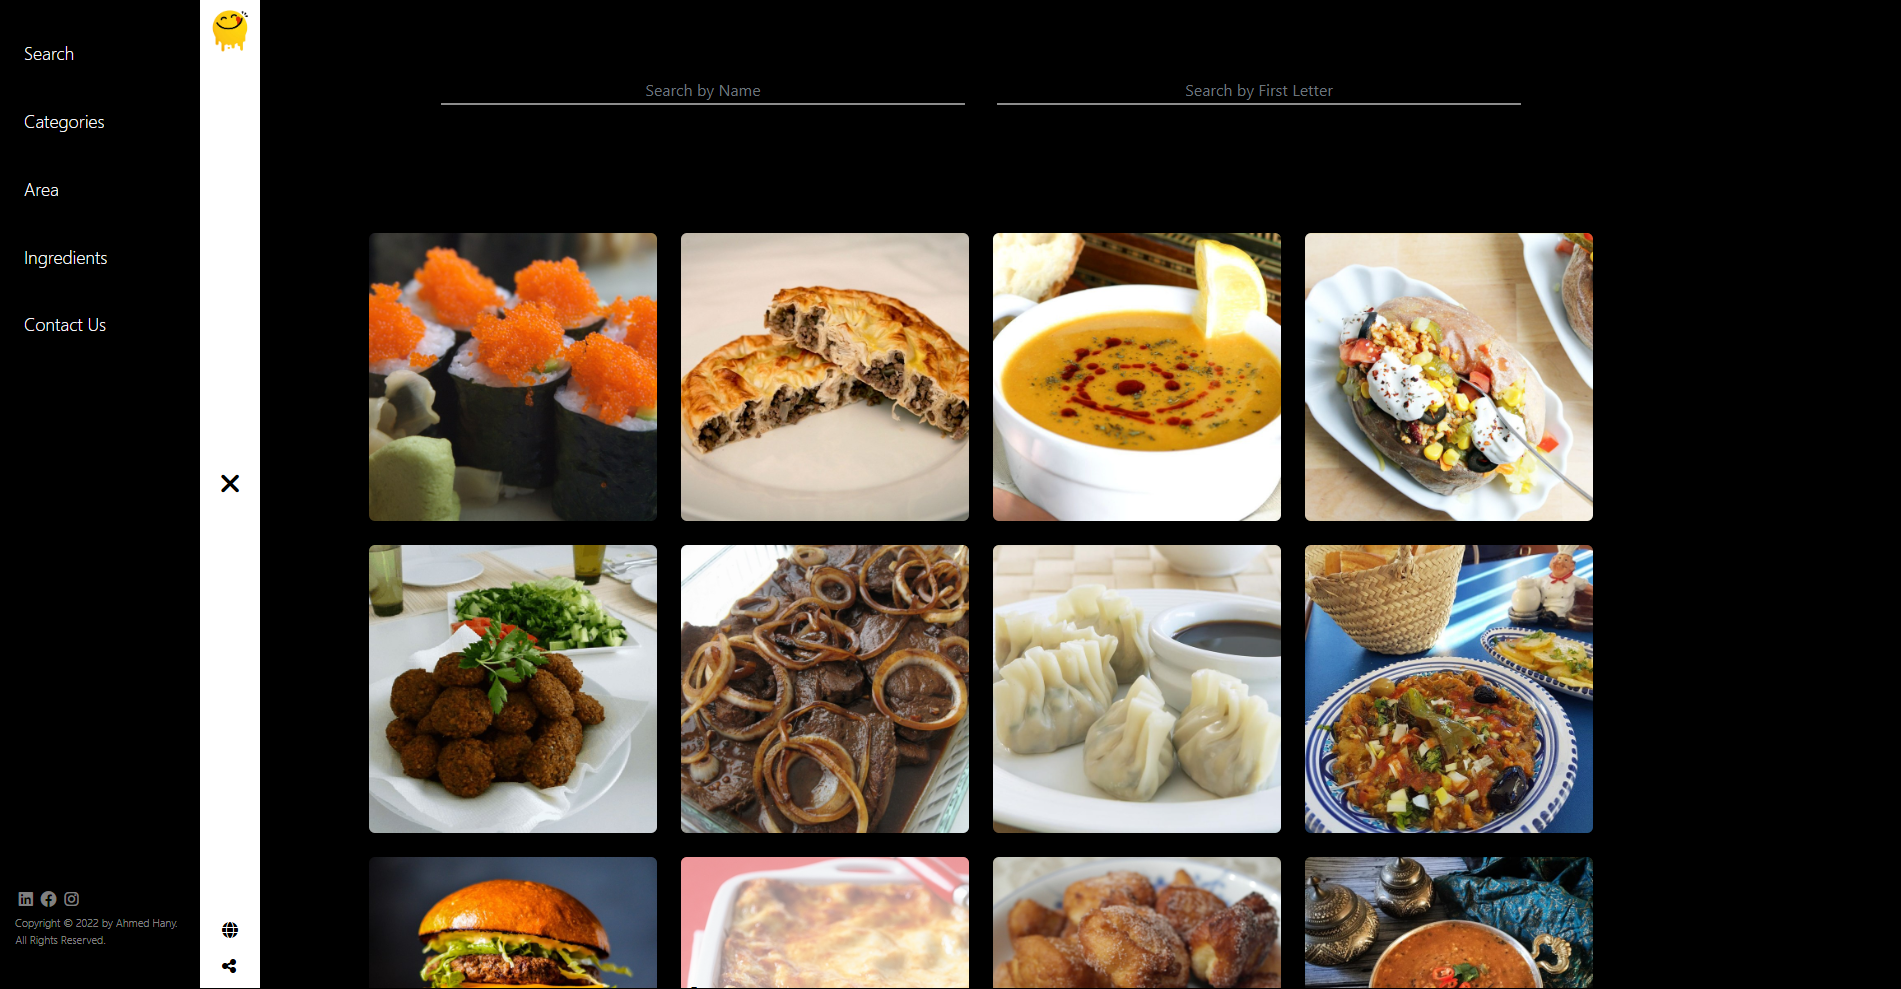 Search
Categories
Area
Ingredients
Contact Us
Copyright © 2022 by Ahmed Hany.
All Rights Reserved.
Search by Name
Search by First Letter